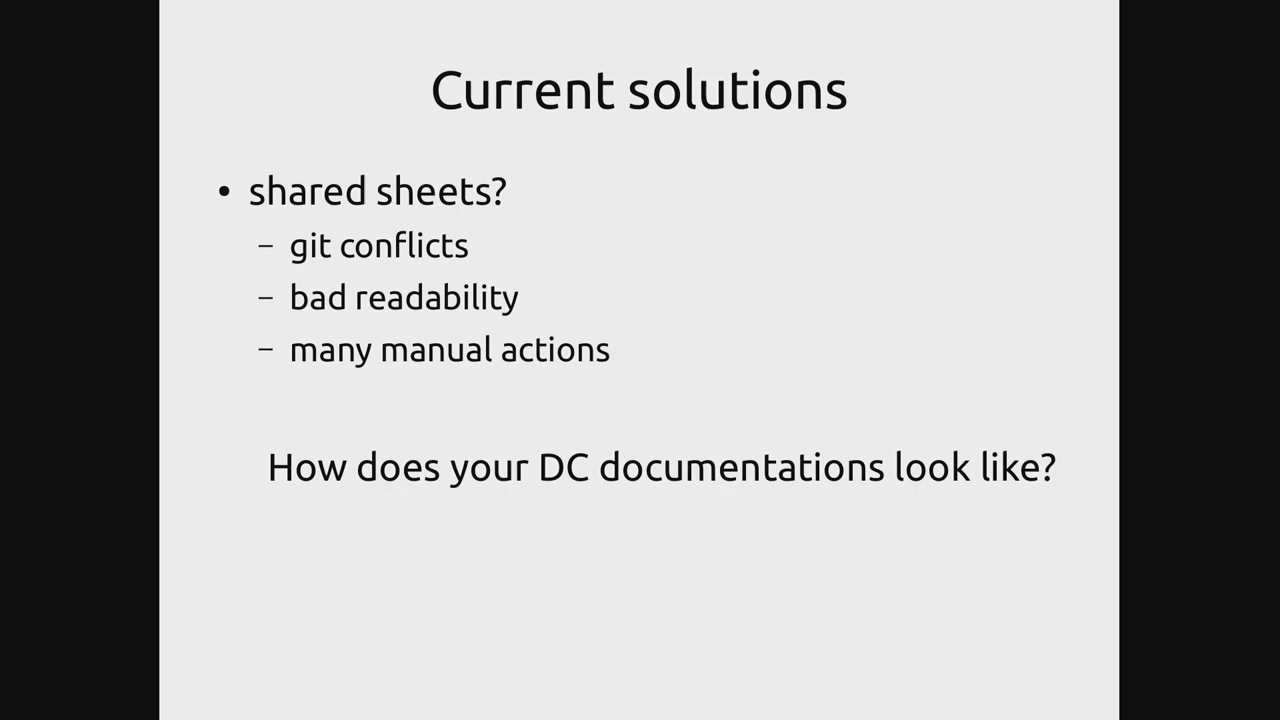 Current solutions
• shared sheets?
– git conflicts
– bad readability
– many manual actions
How does your DC documentations look like?